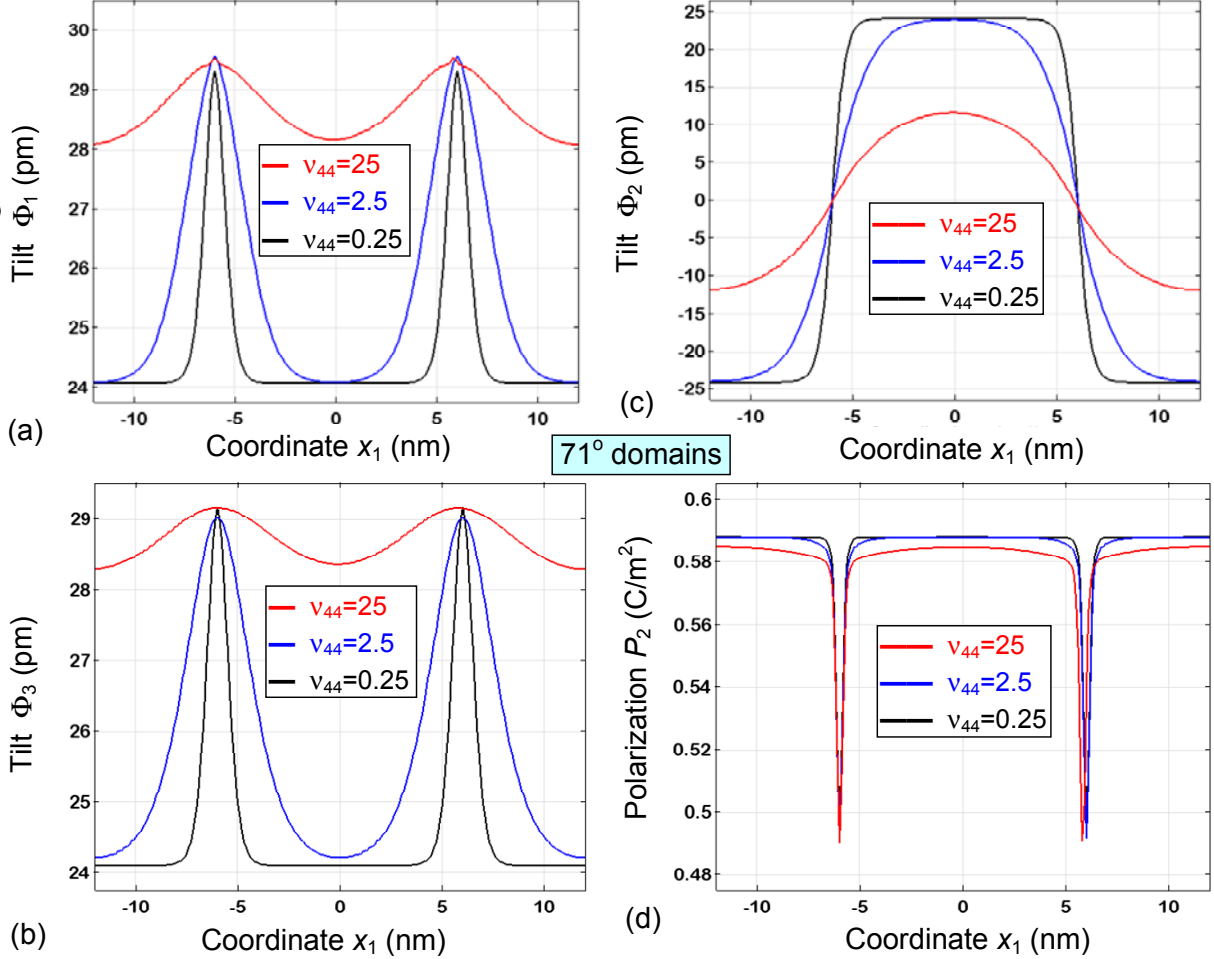 30
29
28
27
26
25
24
Tilt Φ1 (pm)
ν44=25
ν44=2.5
ν44=0.25
-10
-5
0
5
10
(a)
Coordinate x1 (nm)
25
20
15
10
5
0
-5
-10
-15
-20
-25
Tilt Φ2 (pm)
ν44=25
ν44=2.5
ν44=0.25
-10
-5
0
5
10
(c)
Coordinate x1 (nm)
71o domains
29
28
27
26
25
24
Tilt Φ3 (pm)
ν44=25
ν44=2.5
ν44=0.25
-10
-5
0
5
10
(b)
Coordinate x1 (nm)
0.6
0.58
0.56
0.54
0.52
0.5
0.48
Polarization P2 (C/m2)
ν44=25
ν44=2.5
ν44=0.25
-10
-5
0
5
10
(d)
Coordinate x1 (nm)